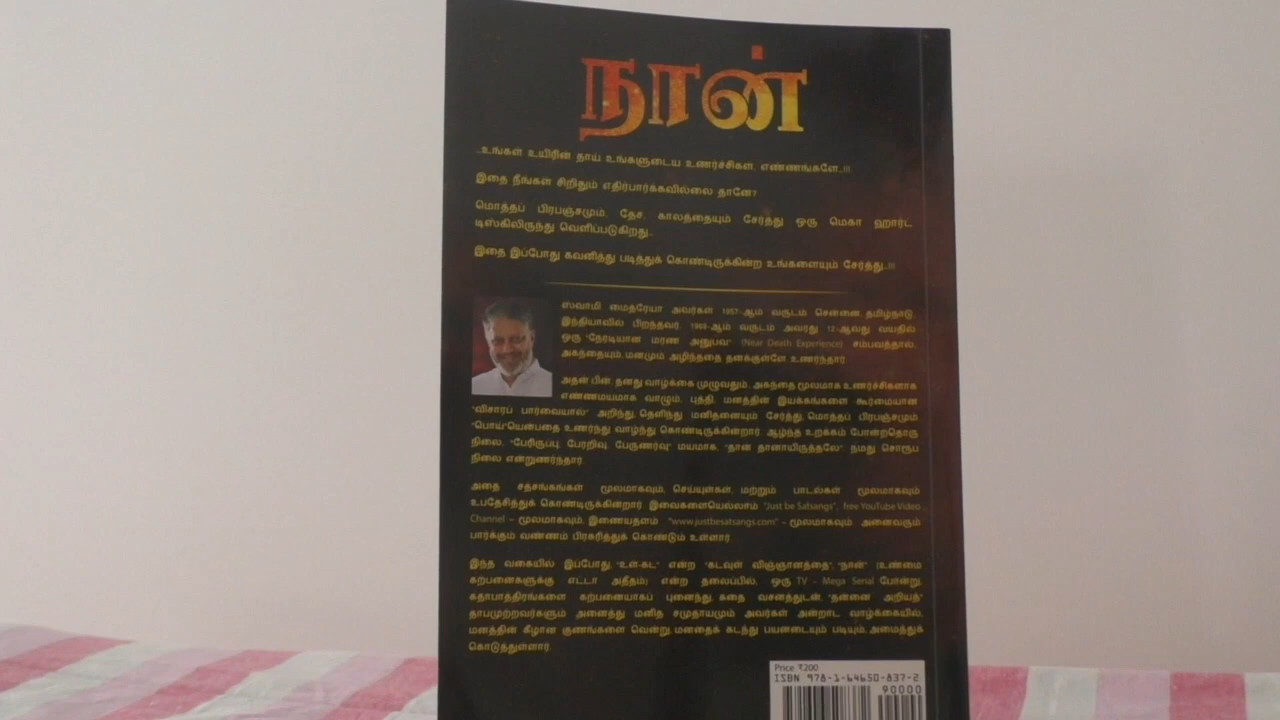 நான்
...உங்கள் உயிரின் தாய் உங்களுடைய உணர்ச்சிகள், எண்ணங்களே...!!!
இதை நீங்கள் சிறிதும் எதிர்பார்க்கவில்லை தானே?
மொத்தப் பிரபஞ்சமும், தேச, காலத்தையும் சேர்த்து ஒரு மெகா ஹார்ட்
டிஸ்கிலிருந்து வெளிப்படுகிறது...
இதை இப்போது கவனித்து படித்துக் கொண்டிருக்கின்ற உங்களையும் சேர்த்து...!!!
ஸ்வாமி மைத்ரேயா அவர்கள் 1957-ஆம் வருடம் சென்னை, தமிழ்நாடு,
இந்தியாவில் பிறந்தவர். 1969-ஆம் வருடம் அவரது 12-ஆவது வயதில்
ஒரு "நேரடியான மரண அனுபவ" (Near Death Experience) சம்பவத்தால்,
அகந்தையும், மனமும் அழிந்ததை தனக்குள்ளே உணர்ந்தார்.
அதன் பின், தனது வாழ்க்கை முழுவதும், அகந்தை மூலமாக உணர்ச்சிகளாக
எண்ணமயமாக வாழும், புத்தி, மனத்தின் இயக்கங்களை கூர்மையான
"விசாரப் பார்வையால்" அறிந்து, தெளிந்து மனிதனையும் சேர்த்து, மொத்தப் பிரபஞ்சமும்
"பொய்"யென்பதை உணர்ந்து வாழ்ந்து கொண்டிருக்கின்றார். ஆழ்ந்த உறக்கம் போன்றதொரு
நிலை, "பேரிருப்பு, பேரறிவு, பேருணர்வு" மயமாக, "தான் தானாயிருத்தலே" நமது சொரூப
நிலை என்றுணர்ந்தார்.
அதை சத்சங்கங்கள் மூலமாகவும், செய்யுள்கள், மற்றும் பாடல்கள் மூலமாகவும்
உபதேசித்துக் கொண்டிருக்கின்றார். இவைகளையெல்லாம் "Just be Satsangs", free YouTube Video
Channel – மூலமாகவும், இணையதளம் "www.justbesatsangs.com" - மூலமாகவும் அனைவரும்
பார்க்கும் வண்ணம் பிரசுரித்துக் கொண்டும் உள்ளார்.
இந்த வகையில் இப்போது, "உள்-கட" என்ற "கடவுள் விஞ்ஞானத்தை", "நான்" (உண்மை
கற்பனைகளுக்கு எட்டா அதீதம்) என்ற தலைப்பில், ஒரு TV – Mega Serial போன்று,
கதாபாத்திரங்களை கற்பனையாகப் புனைந்து, கதை வசனத்துடன், "தன்னை அறியத்"
தாபமுற்றவர்களும் அனைத்து மனித சமுதாயமும் அவர்கள் அன்றாட வாழ்க்கையில்,
மனத்தின் கீழான குணங்களை வென்று, மனதைக் கடந்து பயனடையும் படியும், அமைத்துக்
கொடுத்துள்ளார்.
Price ₹200
ISBN 978-1-64650-837-2
90000